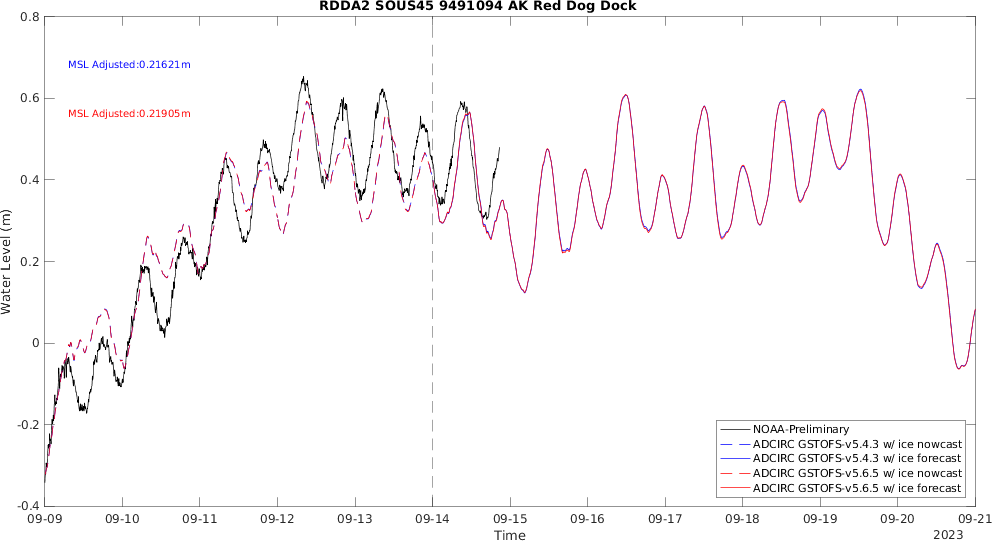 RDDA2 SOUS45 9491094 AK Red Dog Dock
0.8
0.6
0.4
0.2
0
-0.2
-0.4
Water Level (m)
MSL Adjusted:0.21621m
MSL Adjusted:0.21905m
NOAA-Preliminary
ADCIRC GSTOFS-v5.4.3 w/ ice nowcast
ADCIRC GSTOFS-v5.4.3 w/ ice forecast
ADCIRC GSTOFS-v5.6.5 w/ ice nowcast
ADCIRC GSTOFS-v5.6.5 w/ ice forecast
09-09 09-10 09-11 09-12 09-13 09-14 09-15 09-16 09-17 09-18 09-19 09-20 09-21
Time
2023